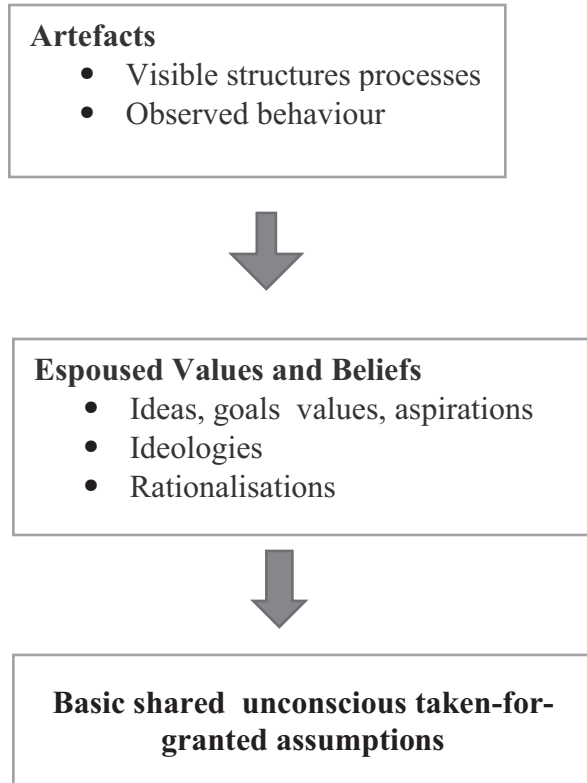 Artefacts
• Visible structures processes
• Observed behaviour
Espoused Values and Beliefs
• Ideas, goals  values, aspirations
• Ideologies
• Rationalisations
Basic shared  unconscious taken-for-
granted assumptions